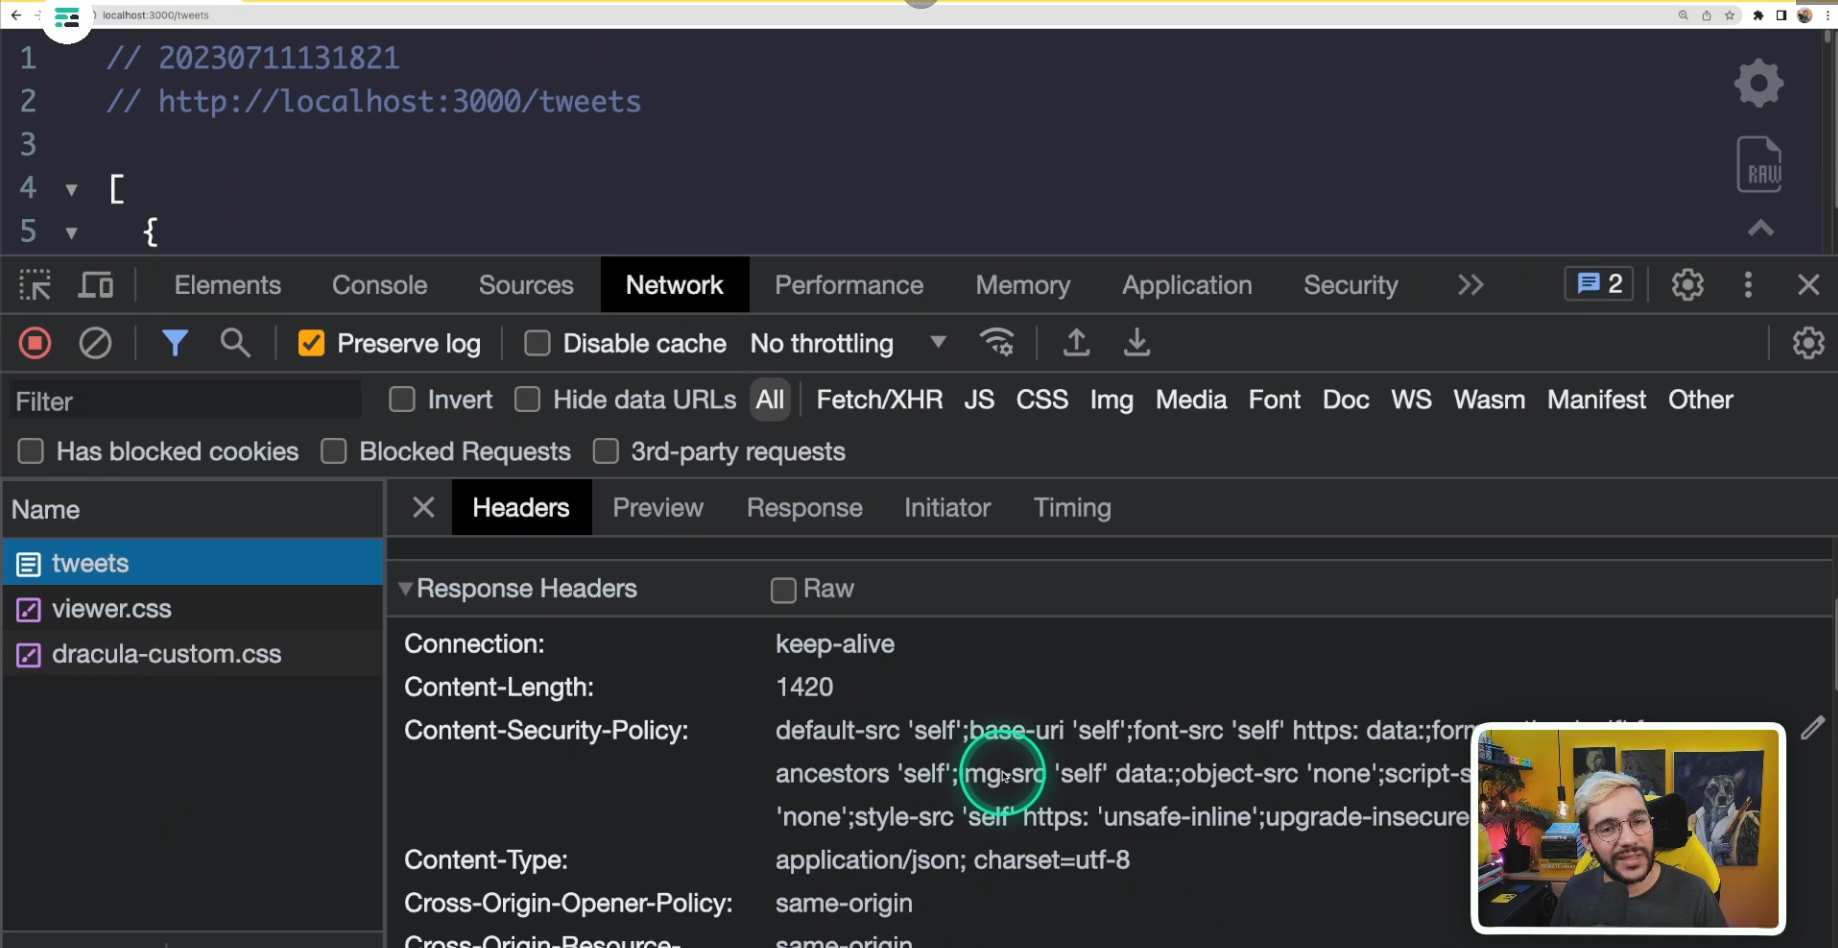 localhost:3000/tweets
1 // 20230711131821
2 // http://localhost:3000/tweets
3
4 [
5 {
Elements Console Sources Network Performance Memory Application Security 2
Preserve log Disable cache No throttling
Filter Invert Hide data URLs All Fetch/XHR JS CSS Img Media Font Doc WS Wasm Manifest Other
Has blocked cookies Blocked Requests 3rd-party requests
Name Headers Preview Response Initiator Timing
tweets
viewer.css
dracula-custom.css
Response Headers Raw
Connection: keep-alive
Content-Length: 1420
Content-Security-Policy: default-src 'self';base-uri 'self';font-src 'self' https: data:;
ancestors 'self';img-src 'self' data:;object-src 'none';script-s
'none';style-src 'self' https: 'unsafe-inline';upgrade-insecure
Content-Type: application/json; charset=utf-8
Cross-Origin-Opener-Policy: same-origin
Cross-Origin-Resource- same-origin
RAW